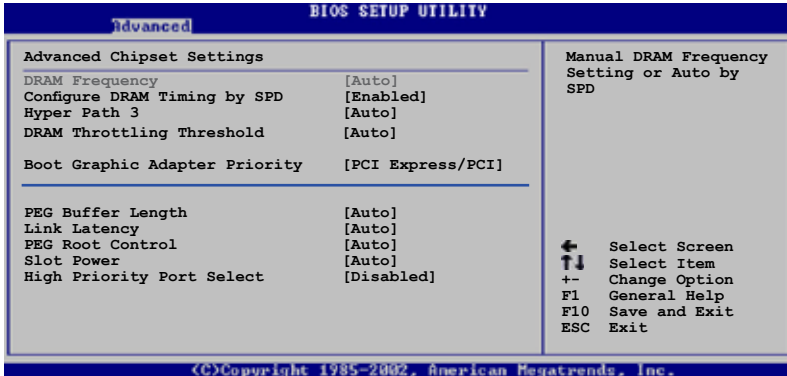 BIOS SETUP UTILITY
Advanced
Advanced Chipset Settings
DRAM Frequency [Auto]
Configure DRAM Timing by SPD [Enabled]
Hyper Path 3 [Auto]
DRAM Throttling Threshold [Auto]
Boot Graphic Adapter Priority [PCI Express/PCI]
PEG Buffer Length [Auto]
Link Latency [Auto]
PEG Root Control [Auto]
Slot Power [Auto]
High Priority Port Select [Disabled]
Manual DRAM Frequency
Setting or Auto by
SPD
← Select Screen
↑↓ Select Item
+- Change Option
F1 General Help
F10 Save and Exit
ESC Exit
(C)Copyright 1985-2002, American Megatrends, Inc.